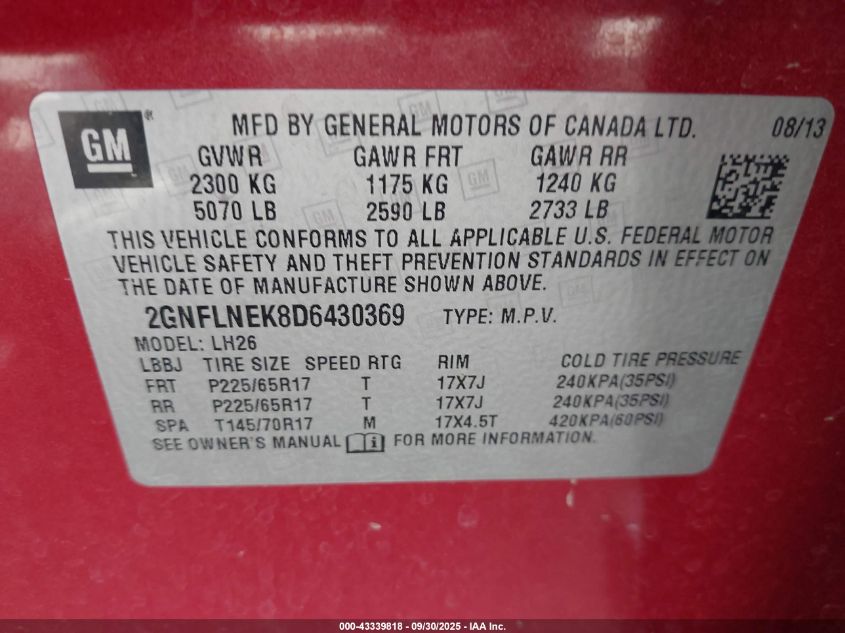 GM
MFD BY GENERAL MOTORS OF CANADA LTD. 08/13
GVWR GAWR FRT GAWR RR
2300 KG 1175 KG 1240 KG
5070 LB 2590 LB 2733 LB
THIS VEHICLE CONFORMS TO ALL APPLICABLE U.S. FEDERAL MOTOR
VEHICLE SAFETY AND THEFT PREVENTION STANDARDS IN EFFECT ON
THE DATE OF MANUFACTURE SHOWN ABOVE.
2GNFLNEK8D6430369 TYPE: M.P.V.
MODEL: LH26
LBBJ TIRE SIZE SPEED RTG RIM COLD TIRE PRESSURE
FRT P225/65R17 T 17X7J 240KPA(35PSI)
RR P225/65R17 T 17X7J 240KPA(35PSI)
SPA T145/70R17 M 17X4.5T 420KPA(60PSI)
SEE OWNER'S MANUAL FOR MORE INFORMATION.
000-43339818 - 09/30/2025 - IAA Inc.